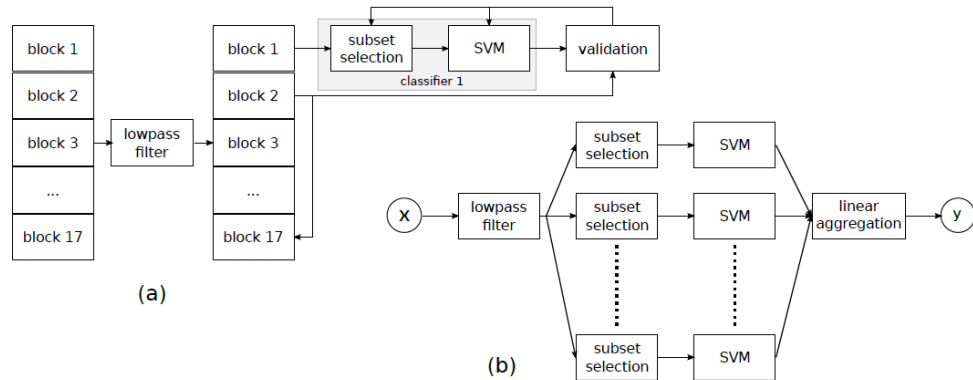 block 1
block 2
block 3
...
block 17
lowpass
filter
block 1
block 2
block 3
...
block 17
subset
selection
SVM
classifier 1
validation
(a)
x
lowpass
filter
subset
selection
SVM
subset
selection
SVM
subset
selection
SVM
linear
aggregation
y
(b)